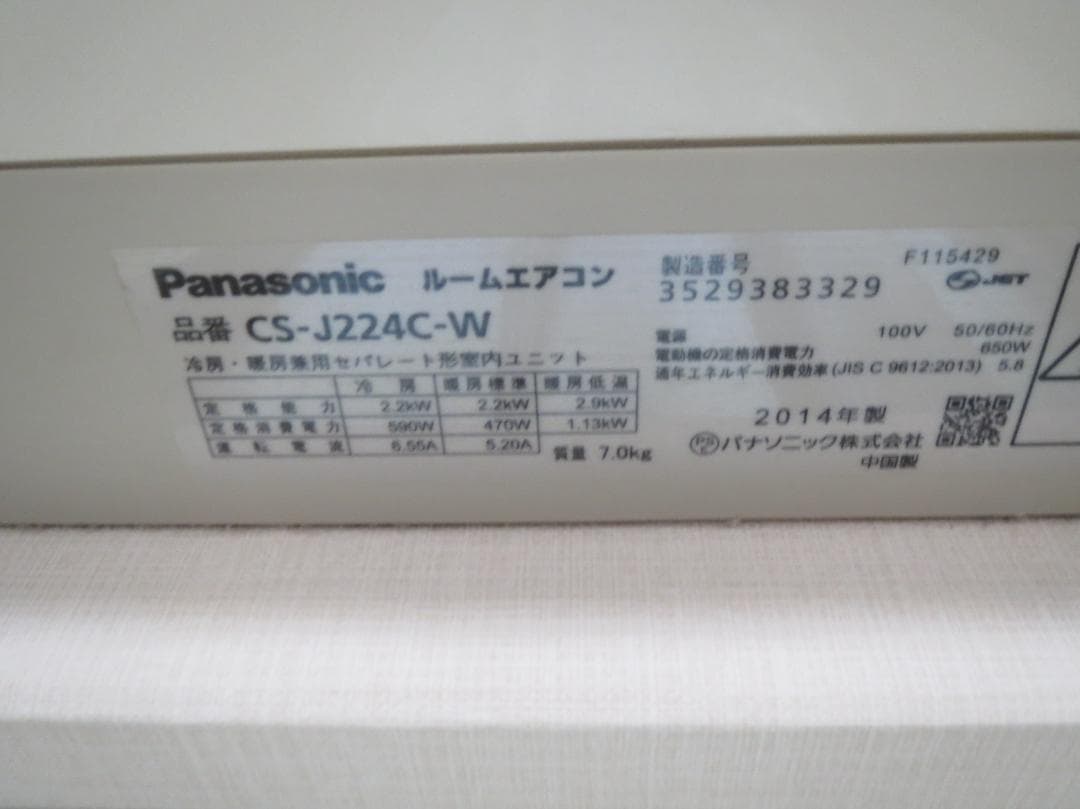 Panasonic ルームエアコン
品番 CS-J224C-W
冷房・暖房兼用セパレート形室内ユニット
冷房 暖房標準 暖房低温
定格能力 2.2kW 2.2kW 2.9kW
定格消費電力 590W 470W 1.13kW
運転電流 6.55A 5.20A
質量 7.0kg
製造番号 F115429
3529383329 JET
電源 100V 50/60Hz
電動機の定格消費電力 650W
通年エネルギー消費効率(JIS C 9612:2013) 5.8
2014年製
PSE パナソニック株式会社
中国製